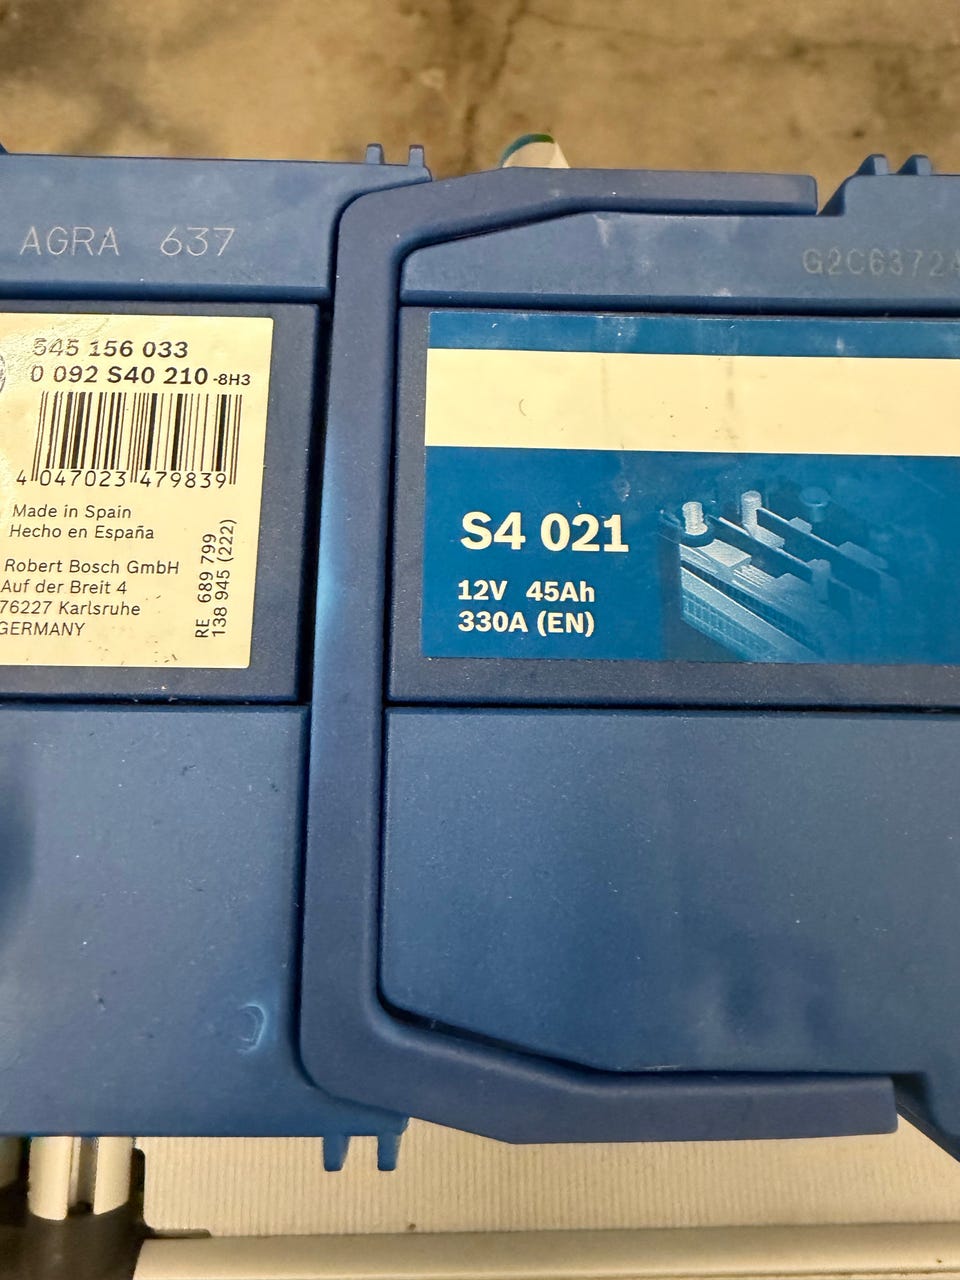 AGRA 637
G2C6372
545 156 033
0 092 S40 210 -8H3
4 047023 479839
Made in Spain
Hecho en España
Robert Bosch GmbH
Auf der Breit 4
76227 Karlsruhe
GERMANY
RE 689 799
138 945 (222)
S4 021
12V 45Ah
330A (EN)